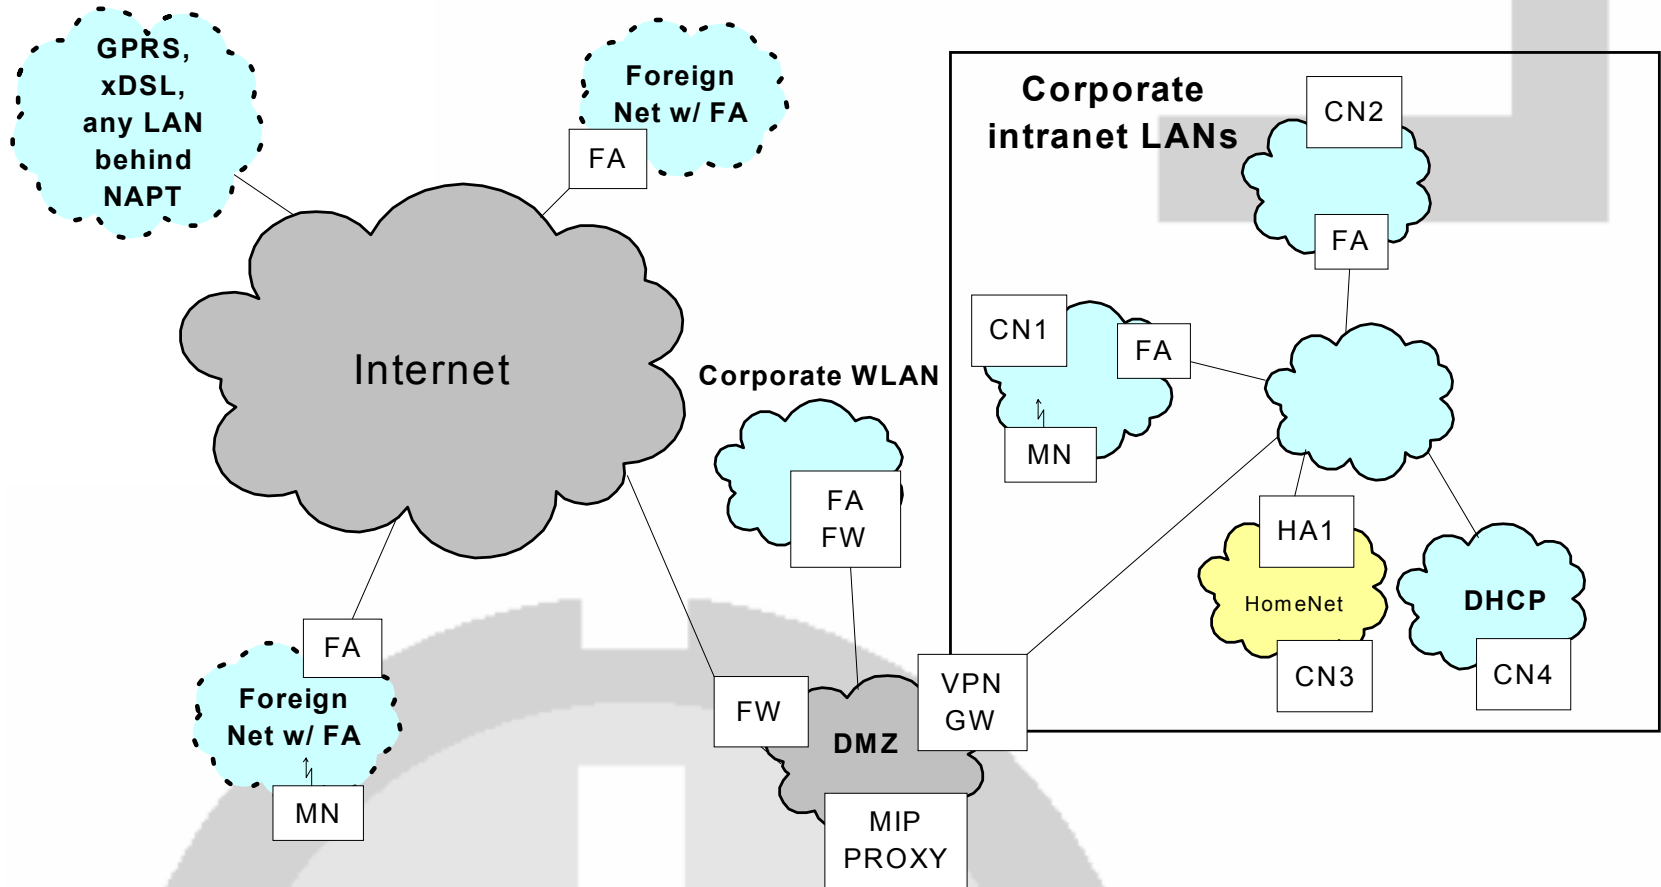 GPRS,
xDSL,
any LAN
behind
NAPT
Foreign
Net w/ FA
FA
Corporate
intranet LANs
CN2
FA
CN1
FA
MN
Internet
Corporate WLAN
FA
FW
HA1
HomeNet
CN3
DHCP
CN4
FA
Foreign
Net w/ FA
MN
FW
DMZ
VPN
GW
MIP
PROXY